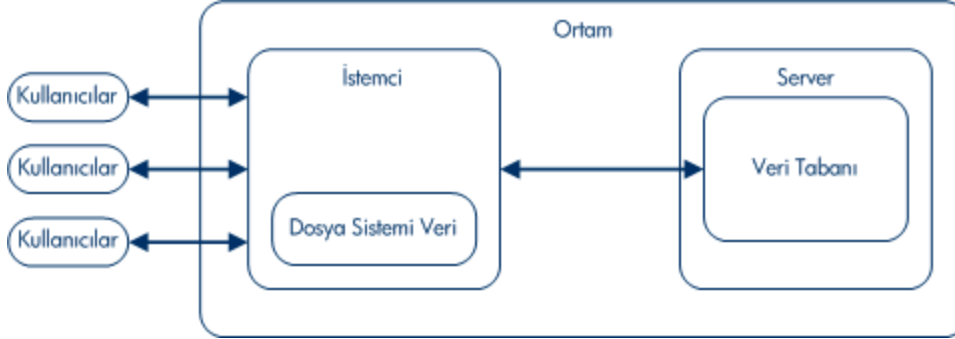 Ortam
İstemci
Server
Kullanıcılar
Kullanıcılar
Kullanıcılar
Veri Tabanı
Dosya Sistemi Veri